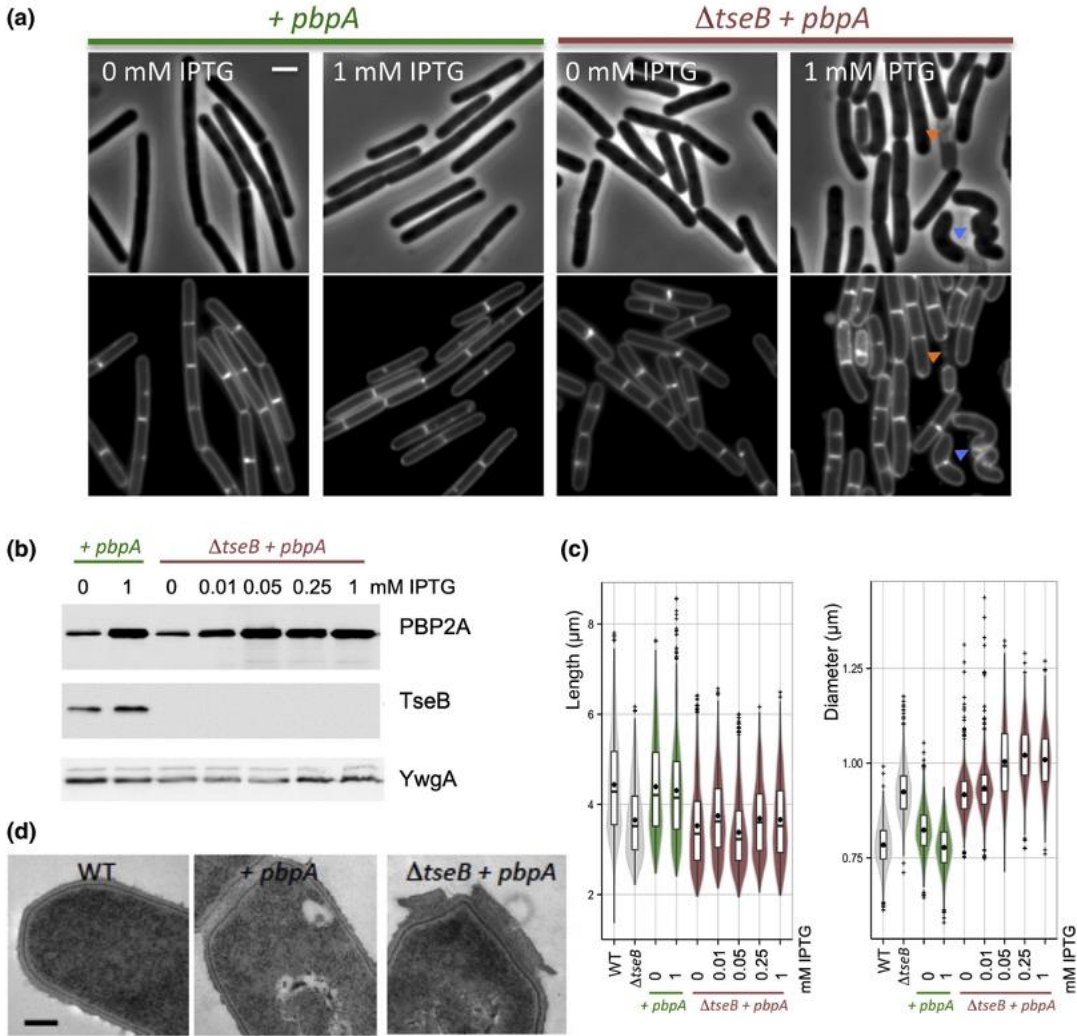 (a)
+ pbpA
ΔtseB + pbpA
0 mM IPTG
1 mM IPTG
0 mM IPTG
1 mM IPTG
(b)
+ pbpA
ΔtseB + pbpA
0 1 0 0.01 0.05 0.25 1 mM IPTG
PBP2A
TseB
YwgA
(c)
Length (μm)
8
6
4
2
WT
ΔtseB
0
1
0
0.01
0.05
0.25
1
mM IPTG
+ pbpA
ΔtseB + pbpA
Diameter (μm)
1.25
1.00
0.75
WT
ΔtseB
0
1
0
0.01
0.05
0.25
1
mM IPTG
+ pbpA
ΔtseB + pbpA
(d)
WT
+ pbpA
ΔtseB + pbpA